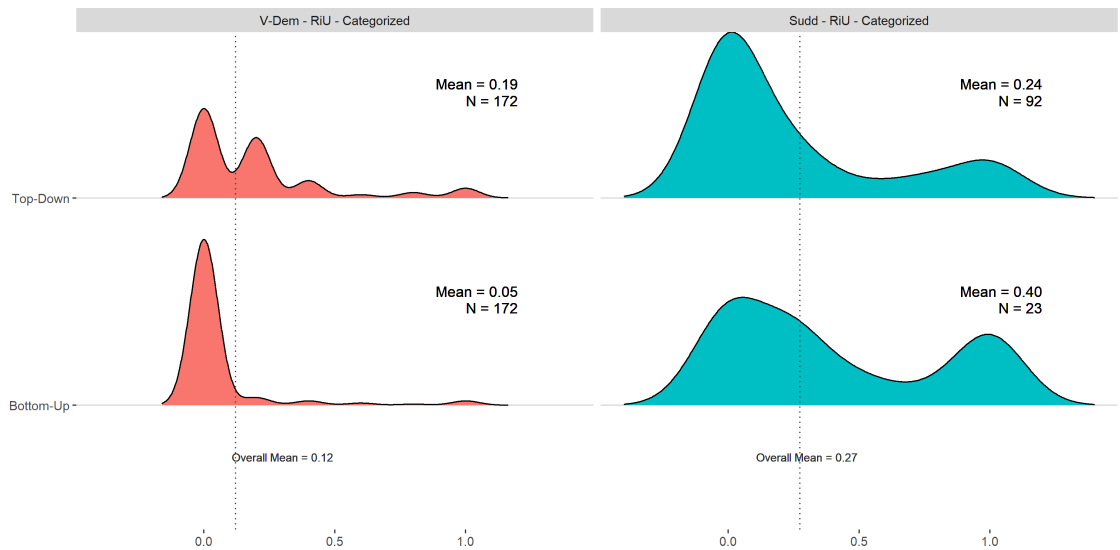 V-Dem - RiU - Categorized
Sudd - RiU - Categorized
Mean = 0.19
N = 172
Mean = 0.24
N = 92
Top-Down
Mean = 0.05
N = 172
Mean = 0.40
N = 23
Bottom-Up
Overall Mean = 0.12
Overall Mean = 0.27
0.0 0.5 1.0
0.0 0.5 1.0